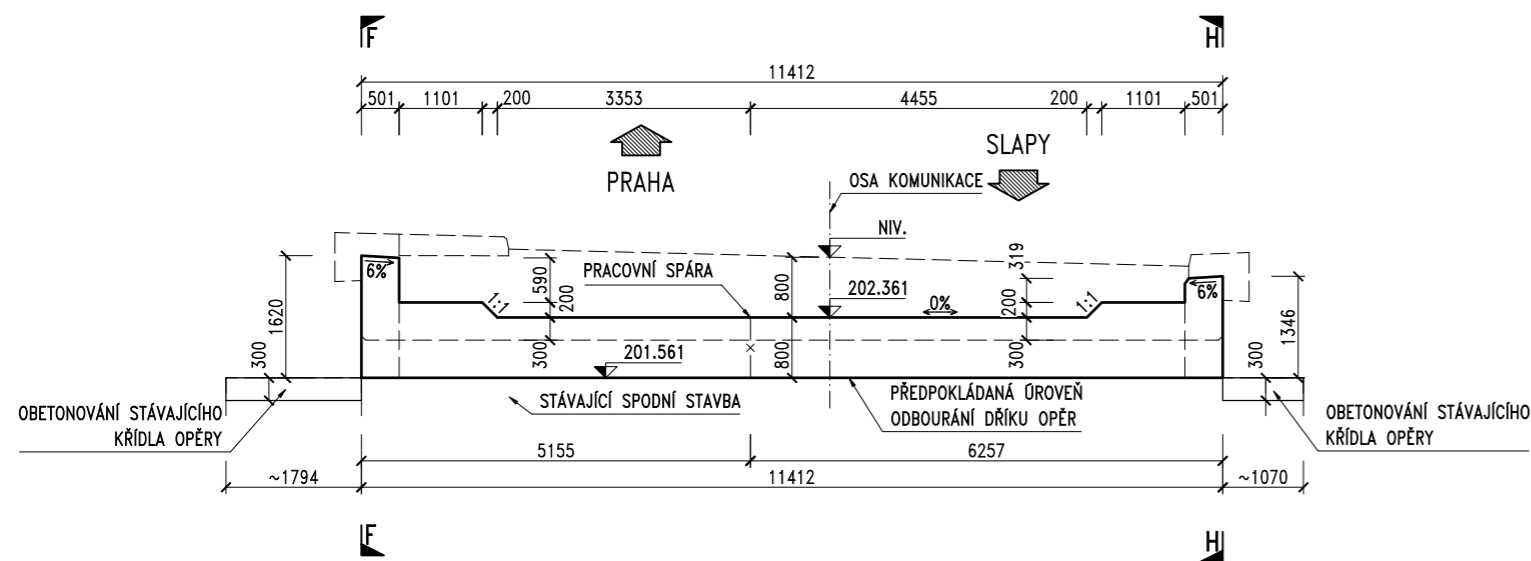 F H
11412
501 1101 200 3353 4455 200 1101 501
SLAPY
PRAHA
OSA KOMUNIKACE
NIV.
319
6% 590 PRACOVNÍ SPÁRA 800 202.361 0% 6%
1:1 200 200 1:1
1620 1346
300 300 800 300 300
201.561
STÁVAJÍCÍ SPODNÍ STAVBA
PŘEDPOKLÁDANÁ ÚROVEŇ
ODBOURÁNÍ DŘÍKU OPĚR
OBETONOVÁNÍ STÁVAJÍCÍHO
KŘÍDLA OPĚRY
OBETONOVÁNÍ STÁVAJÍCÍHO
KŘÍDLA OPĚRY
5155 6257
~1794 11412 ~1070
F H